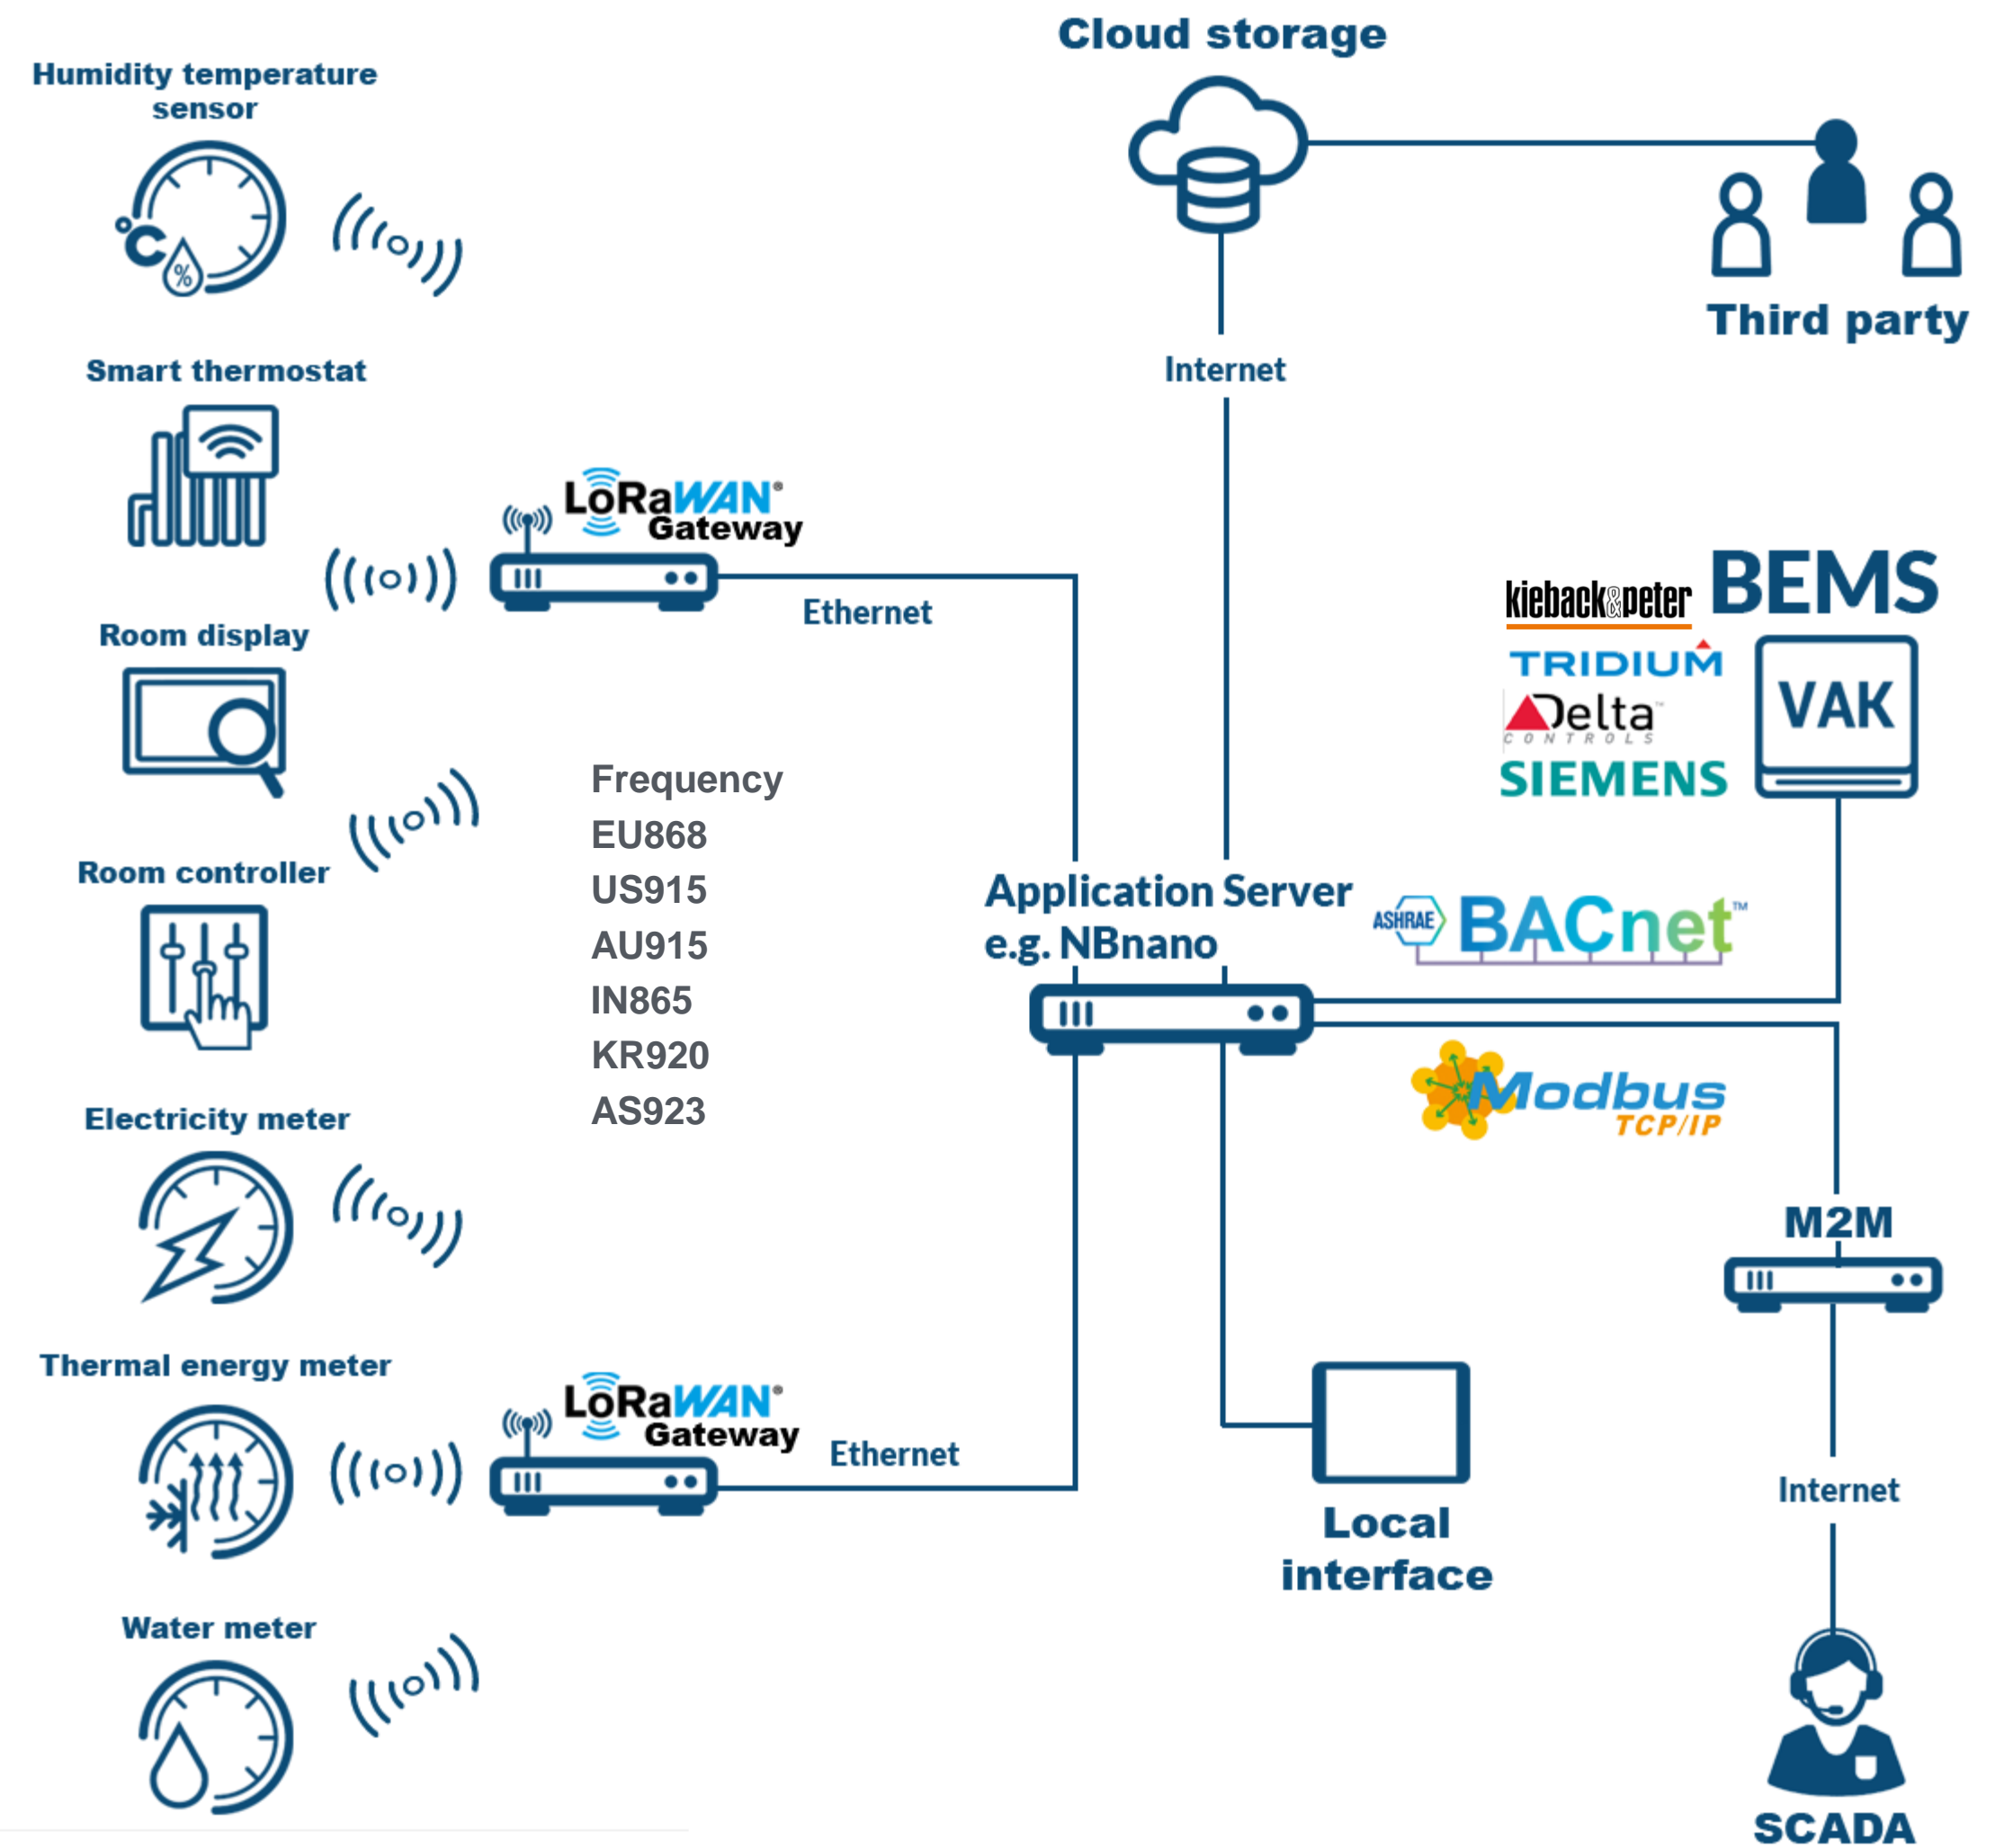 Cloud storage
Third party
Internet
Humidity temperature
sensor
°C
%
Smart thermostat
Room display
Room controller
Electricity meter
Thermal energy meter
Water meter
LoRaWAN®
Gateway
Ethernet
Frequency
EU868
US915
AU915
IN865
KR920
AS923
LoRaWAN®
Gateway
Ethernet
Application Server
e.g. NBnano
BEMS
kieback&peter
TRIDIUM
Delta™
CONTROLS
SIEMENS
VAK
ASHRAE BACnet™
Modbus
TCP/IP
M2M
Internet
Local
interface
SCADA